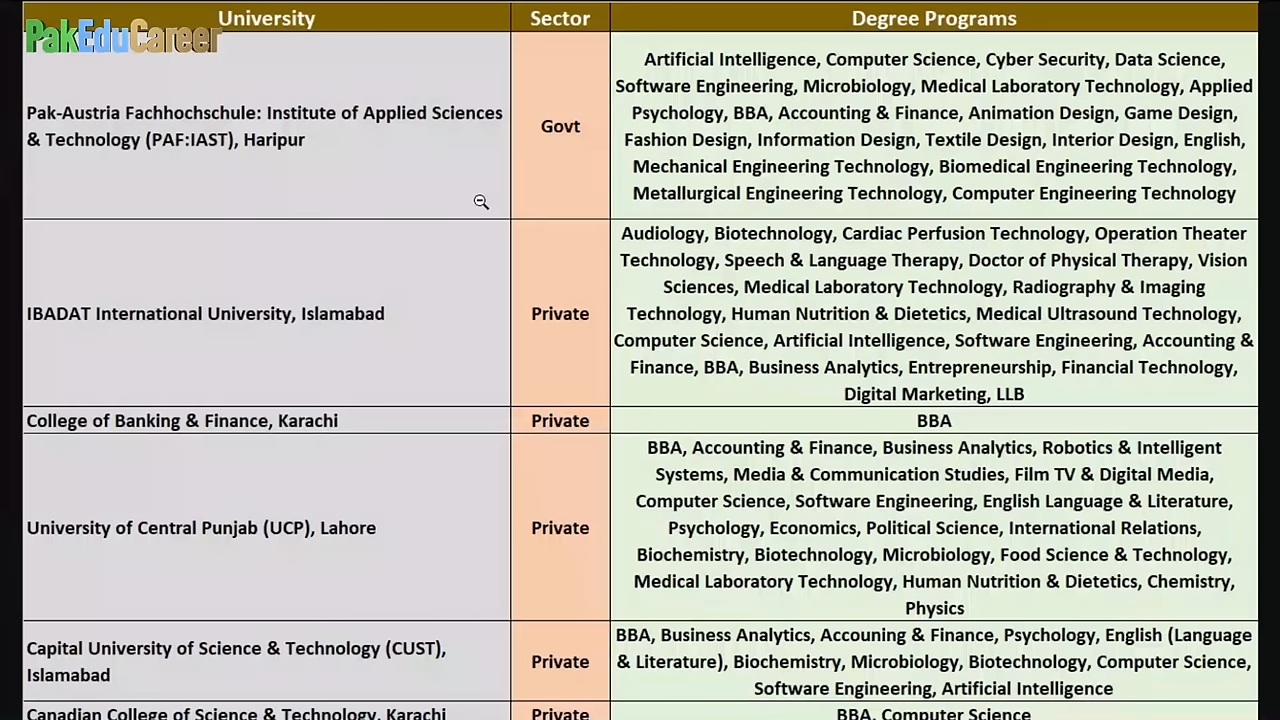 University Sector Degree Programs
PakEduCareer
Artificial Intelligence, Computer Science, Cyber Security, Data Science,
Software Engineering, Microbiology, Medical Laboratory Technology, Applied
Pak-Austria Fachhochschule: Institute of Applied Sciences
& Technology (PAF:IAST), Haripur
Govt
Psychology, BBA, Accounting & Finance, Animation Design, Game Design,
Fashion Design, Information Design, Textile Design, Interior Design, English,
Mechanical Engineering Technology, Biomedical Engineering Technology,
Metallurgical Engineering Technology, Computer Engineering Technology
IBADAT International University, Islamabad
Private
Audiology, Biotechnology, Cardiac Perfusion Technology, Operation Theater
Technology, Speech & Language Therapy, Doctor of Physical Therapy, Vision
Sciences, Medical Laboratory Technology, Radiography & Imaging
Technology, Human Nutrition & Dietetics, Medical Ultrasound Technology,
Computer Science, Artificial Intelligence, Software Engineering, Accounting &
Finance, BBA, Business Analytics, Entrepreneurship, Financial Technology,
Digital Marketing, LLB
College of Banking & Finance, Karachi
Private
BBA
University of Central Punjab (UCP), Lahore
Private
BBA, Accounting & Finance, Business Analytics, Robotics & Intelligent
Systems, Media & Communication Studies, Film TV & Digital Media,
Computer Science, Software Engineering, English Language & Literature,
Psychology, Economics, Political Science, International Relations,
Biochemistry, Biotechnology, Microbiology, Food Science & Technology,
Medical Laboratory Technology, Human Nutrition & Dietetics, Chemistry,
Physics
Capital University of Science & Technology (CUST),
Islamabad
Private
BBA, Business Analytics, Accouning & Finance, Psychology, English (Language
& Literature), Biochemistry, Microbiology, Biotechnology, Computer Science,
Software Engineering, Artificial Intelligence
Canadian College of Science & Technology, Karachi
Private
BBA, Computer Science